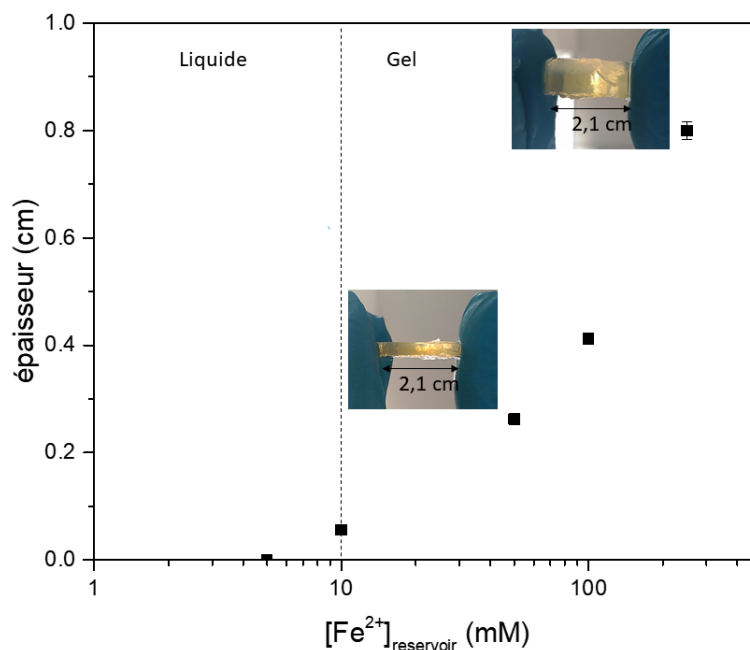 1.0
0.8
0.6
0.4
0.2
0.0
épaisseur (cm)
Liquide
Gel
2,1 cm
2,1 cm
1
10
100
[Fe²⁺]reservoir (mM)